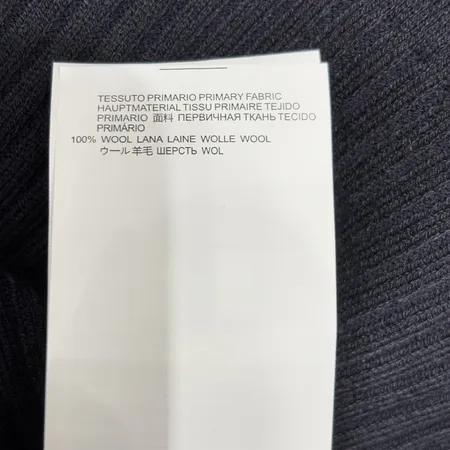 TESSUTO PRIMARIO PRIMARY FABRIC
HAUPTMATERIAL TISSU PRIMAIRE TEJIDO
PRIMARIO 面料 ПЕРВИЧНАЯ ТКАНЬ TECIDO
PRIMÁRIO
100% WOOL LANA LAINE WOLLE WOOL
ウール 羊毛 ШЕРСТЬ WOL